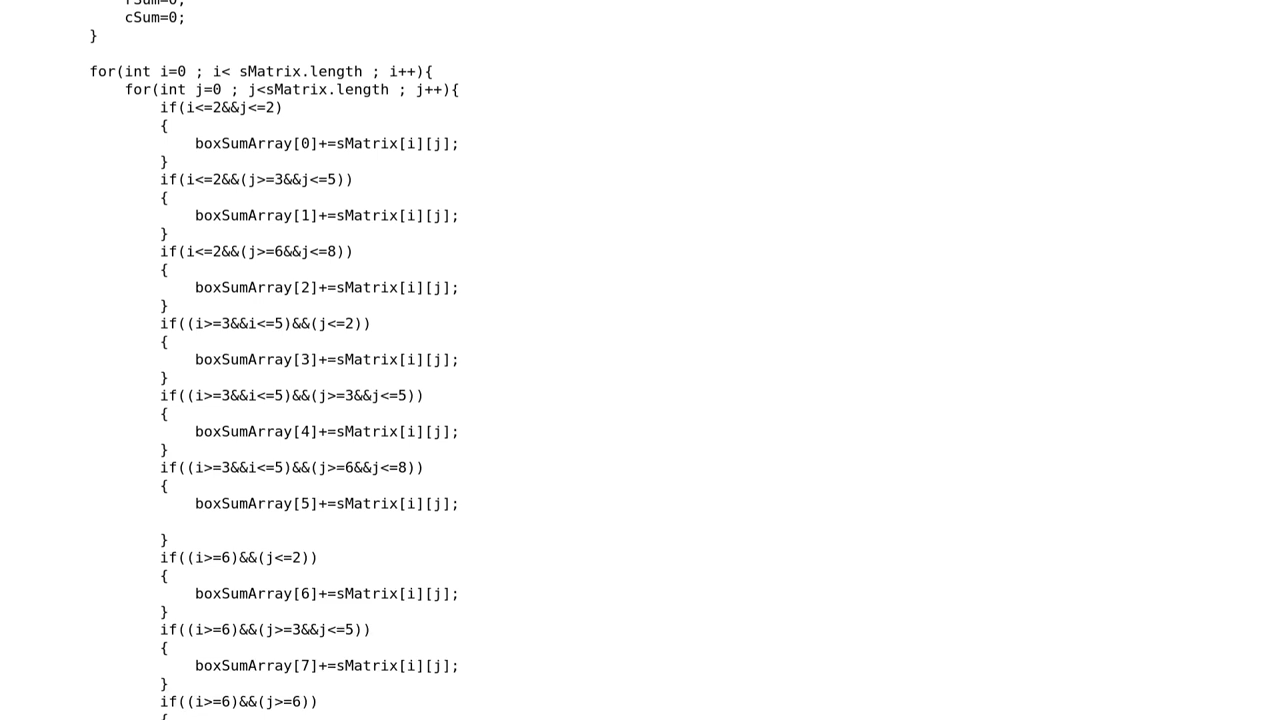 rSum=0;
cSum=0;
}
for(int i=0 ; i< sMatrix.length ; i++){
for(int j=0 ; j<sMatrix.length ; j++){
if(i<=2&&j<=2)
{
boxSumArray[0]+=sMatrix[i][j];
}
if(i<=2&&(j>=3&&j<=5))
{
boxSumArray[1]+=sMatrix[i][j];
}
if(i<=2&&(j>=6&&j<=8))
{
boxSumArray[2]+=sMatrix[i][j];
}
if((i>=3&&i<=5)&&(j<=2))
{
boxSumArray[3]+=sMatrix[i][j];
}
if((i>=3&&i<=5)&&(j>=3&&j<=5))
{
boxSumArray[4]+=sMatrix[i][j];
}
if((i>=3&&i<=5)&&(j>=6&&j<=8))
{
boxSumArray[5]+=sMatrix[i][j];
}
if((i>=6)&&(j<=2))
{
boxSumArray[6]+=sMatrix[i][j];
}
if((i>=6)&&(j>=3&&j<=5))
{
boxSumArray[7]+=sMatrix[i][j];
}
if((i>=6)&&(j>=6))
{